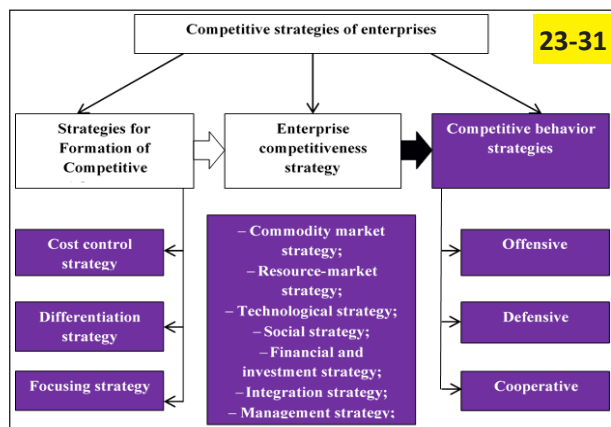 Competitive strategies of enterprises
23-31
Strategies for
Formation of
Competitive
Enterprise
competitiveness
strategy
Competitive behavior
strategies
Cost control
strategy
Differentiation
strategy
Focusing strategy
– Commodity market
strategy;
– Resource-market
strategy;
– Technological strategy;
– Social strategy;
– Financial and
investment strategy;
– Integration strategy;
– Management strategy;
Offensive
Defensive
Cooperative